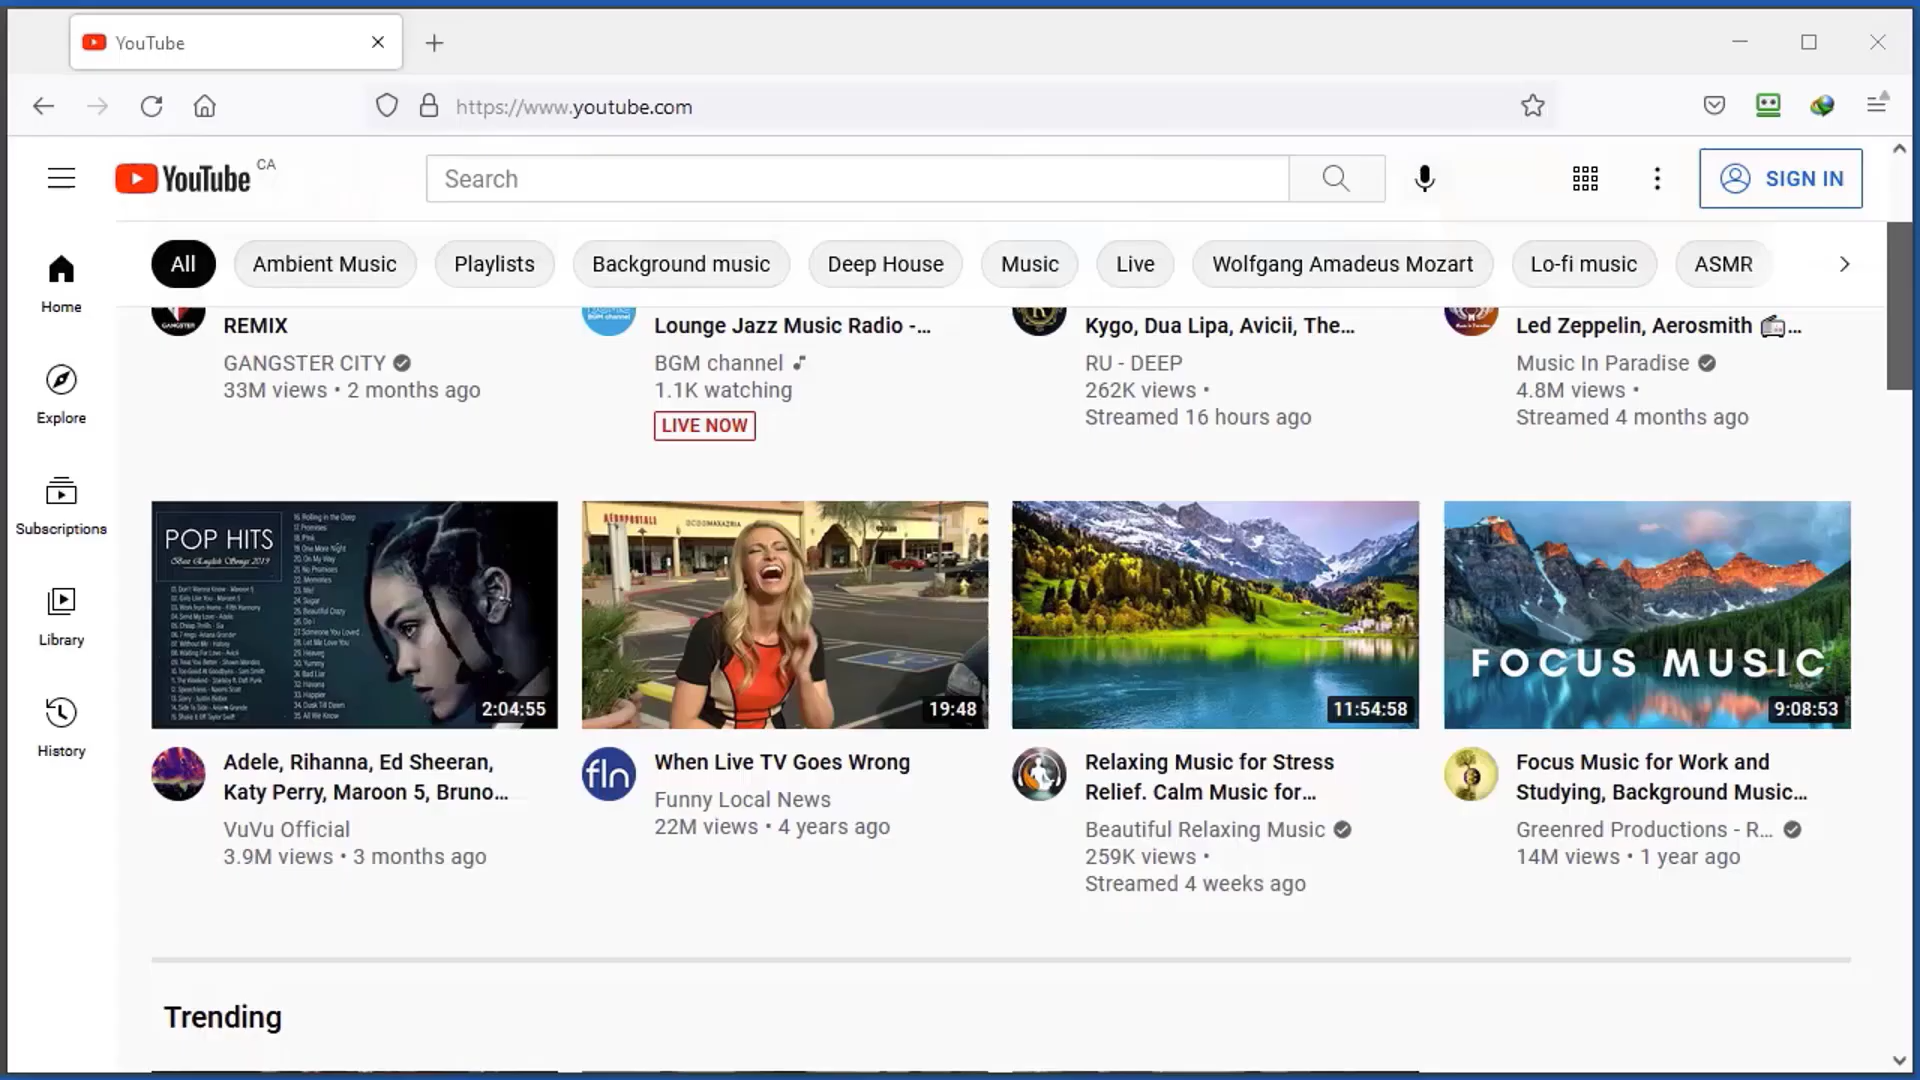 YouTube
https://www.youtube.com
YouTube CA
Search
SIGN IN
All
Ambient Music
Playlists
Background music
Deep House
Music
Live
Wolfgang Amadeus Mozart
Lo-fi music
ASMR
Home
Explore
Subscriptions
Library
History
REMIX
GANGSTER CITY
33M views • 2 months ago
Lounge Jazz Music Radio -...
BGM channel
1.1K watching
LIVE NOW
Kygo, Dua Lipa, Avicii, The...
RU - DEEP
262K views •
Streamed 16 hours ago
Led Zeppelin, Aerosmith 📻...
Music In Paradise
4.8M views •
Streamed 4 months ago
POP HITS
Best English Songs 2019
2:04:55
Adele, Rihanna, Ed Sheeran,
Katy Perry, Maroon 5, Bruno...
VuVu Official
3.9M views • 3 months ago
AÉROPOSTALE
19:48
fln
When Live TV Goes Wrong
Funny Local News
22M views • 4 years ago
11:54:58
Relaxing Music for Stress
Relief. Calm Music for...
Beautiful Relaxing Music
259K views •
Streamed 4 weeks ago
FOCUS MUSIC
9:08:53
Focus Music for Work and
Studying, Background Music...
Greenred Productions - R...
14M views • 1 year ago
Trending